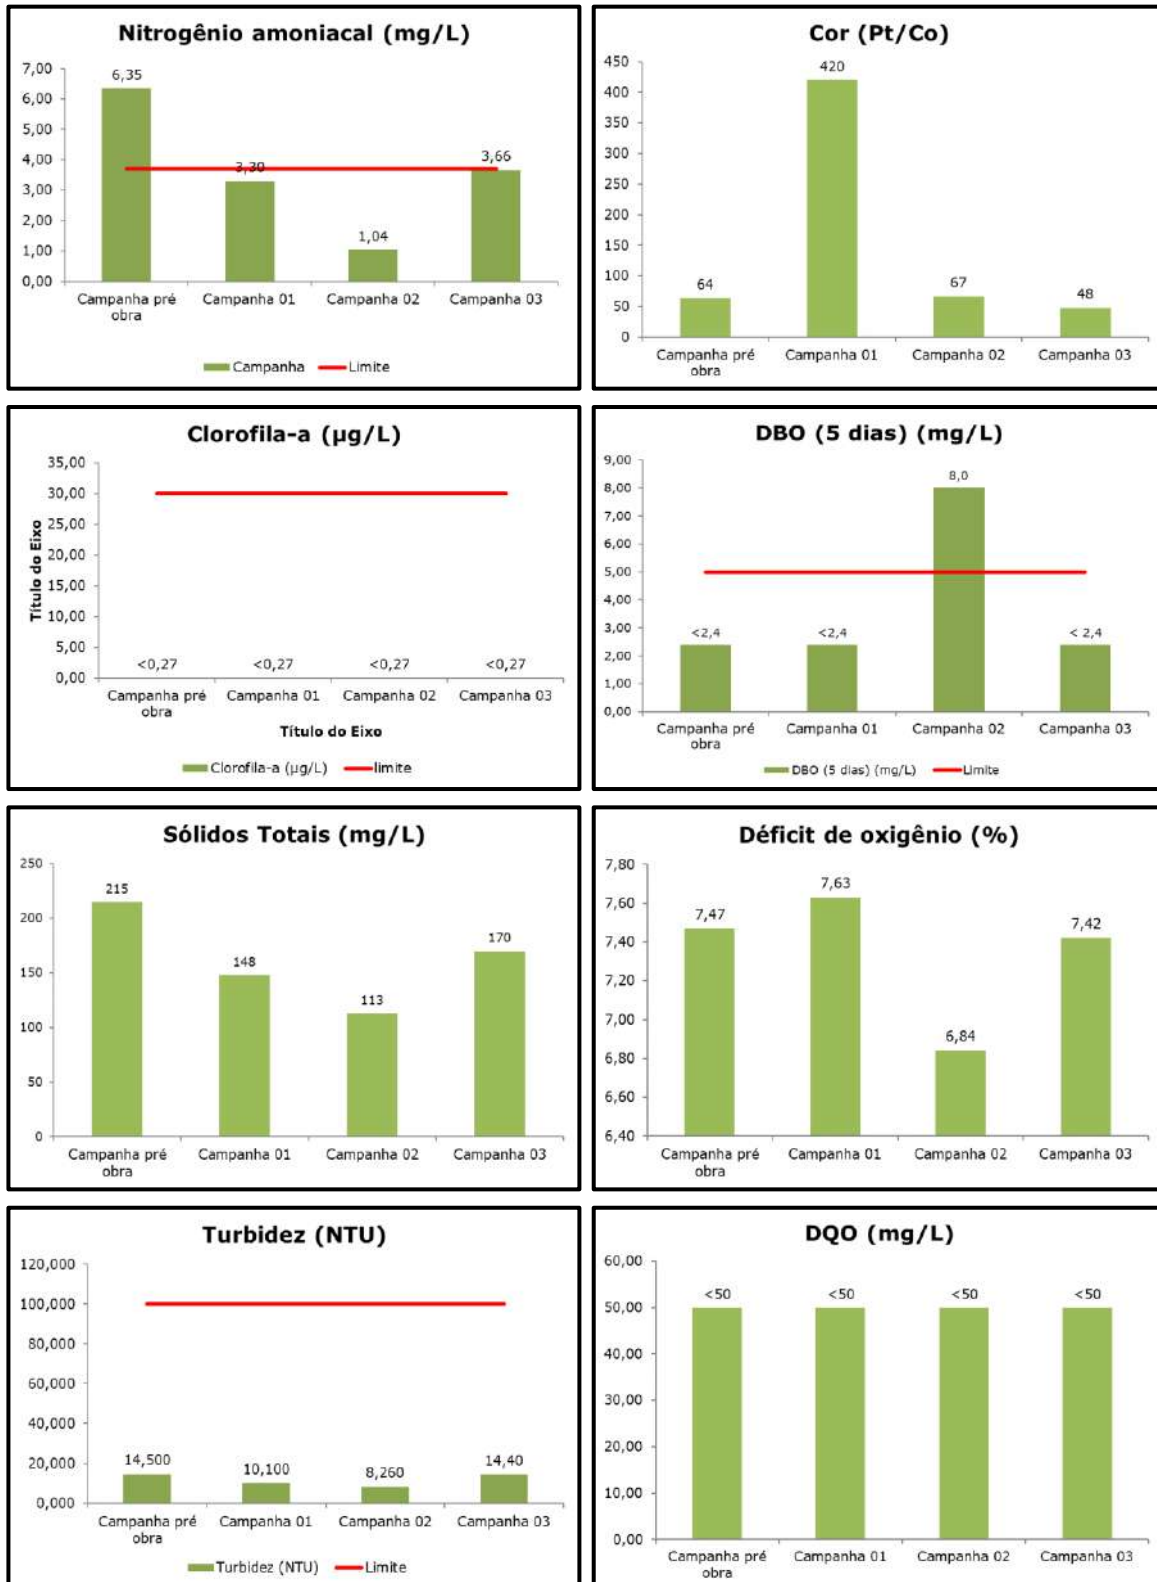 Nitrogênio amoniacal (mg/L)
7,00
6,00
5,00
4,00
3,00
2,00
1,00
0,00
6,35
3,30
1,04
3,66
Campanha pré obra
Campanha 01
Campanha 02
Campanha 03
Campanha
Limite
Cor (Pt/Co)
450
400
350
300
250
200
150
100
50
0
64
420
67
48
Campanha pré obra
Campanha 01
Campanha 02
Campanha 03
Clorofila-a (µg/L)
Título do Eixo
35,00
30,00
25,00
20,00
15,00
10,00
5,00
0,00
<0,27
<0,27
<0,27
<0,27
Campanha pré obra
Campanha 01
Campanha 02
Campanha 03
Título do Eixo
Clorofila-a (µg/L)
limite
DBO (5 dias) (mg/L)
9,00
8,00
7,00
6,00
5,00
4,00
3,00
2,00
1,00
0,00
<2,4
<2,4
8,0
< 2,4
Campanha pré obra
Campanha 01
Campanha 02
Campanha 03
DBO (5 dias) (mg/L)
Limite
Sólidos Totais (mg/L)
250
200
150
100
50
0
215
148
113
170
Campanha pré obra
Campanha 01
Campanha 02
Campanha 03
Déficit de oxigênio (%)
7,80
7,60
7,40
7,20
7,00
6,80
6,60
6,40
7,47
7,63
6,84
7,42
Campanha pré obra
Campanha 01
Campanha 02
Campanha 03
Turbidez (NTU)
120,000
100,000
80,000
60,000
40,000
20,000
0,000
14,500
10,100
8,260
14,40
Campanha pré obra
Campanha 01
Campanha 02
Campanha 03
Turbidez (NTU)
Limite
DQO (mg/L)
60,00
50,00
40,00
30,00
20,00
10,00
0,00
<50
<50
<50
<50
Campanha pré obra
Campanha 01
Campanha 02
Campanha 03